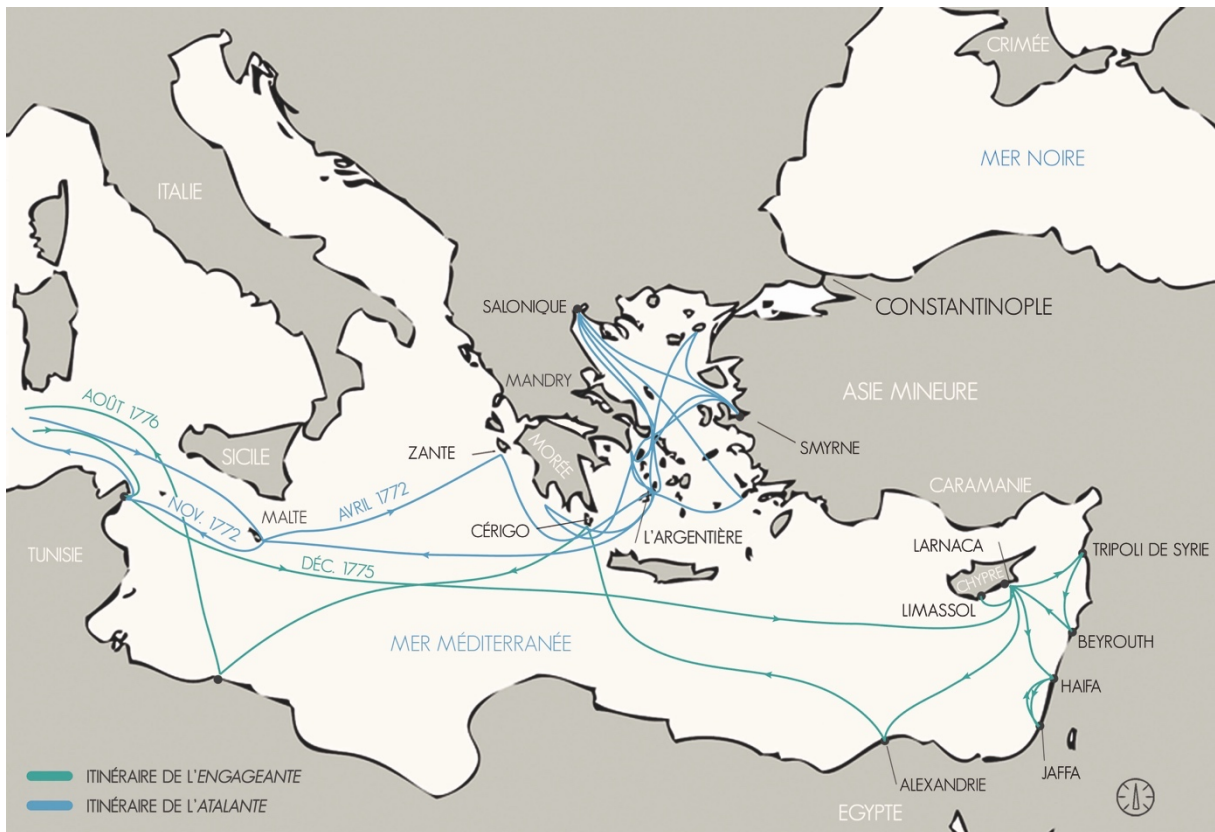 CRIMÉE
MER NOIRE
ITALIE
SALONIQUE
CONSTANTINOPLE
MANDRY
ASIE MINEURE
AOÛT 1776
SICILE
ZANTE
MORÉE
SMYRNE
AVRIL 1772
NOV. 1772
MALTE
CARAMANIE
CÉRIGO
L'ARGENTIÈRE
TUNISIE
DÉC. 1775
LARNACA
TRIPOLI DE SYRIE
CHYPRE
LIMASSOL
MER MÉDITERRANÉE
BEYROUTH
HAIFA
JAFFA
ALEXANDRIE
EGYPTE
ITINÉRAIRE DE L'ENGAGEANTE
ITINÉRAIRE DE L'ATALANTE